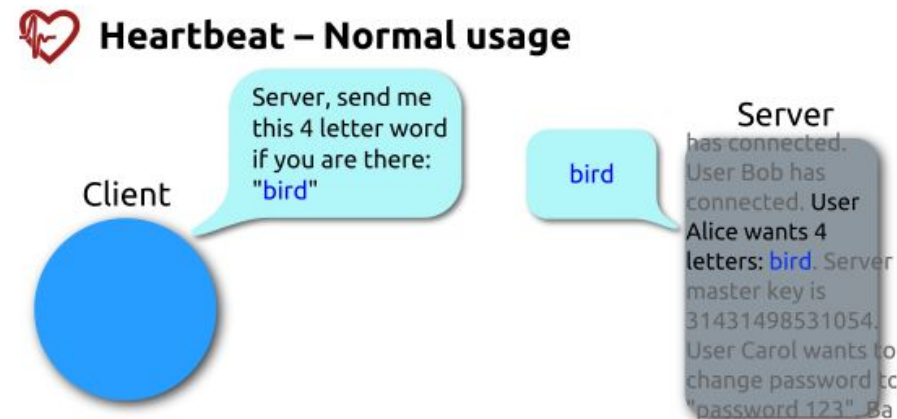 Heartbeat – Normal usage
Server, send me
this 4 letter word
if you are there:
"bird"
Client
bird
Server
has connected.
User Bob has
connected. User
Alice wants 4
letters: bird. Server
master key is
31431498531054.
User Carol wants to
change password to
"password 123". Ba